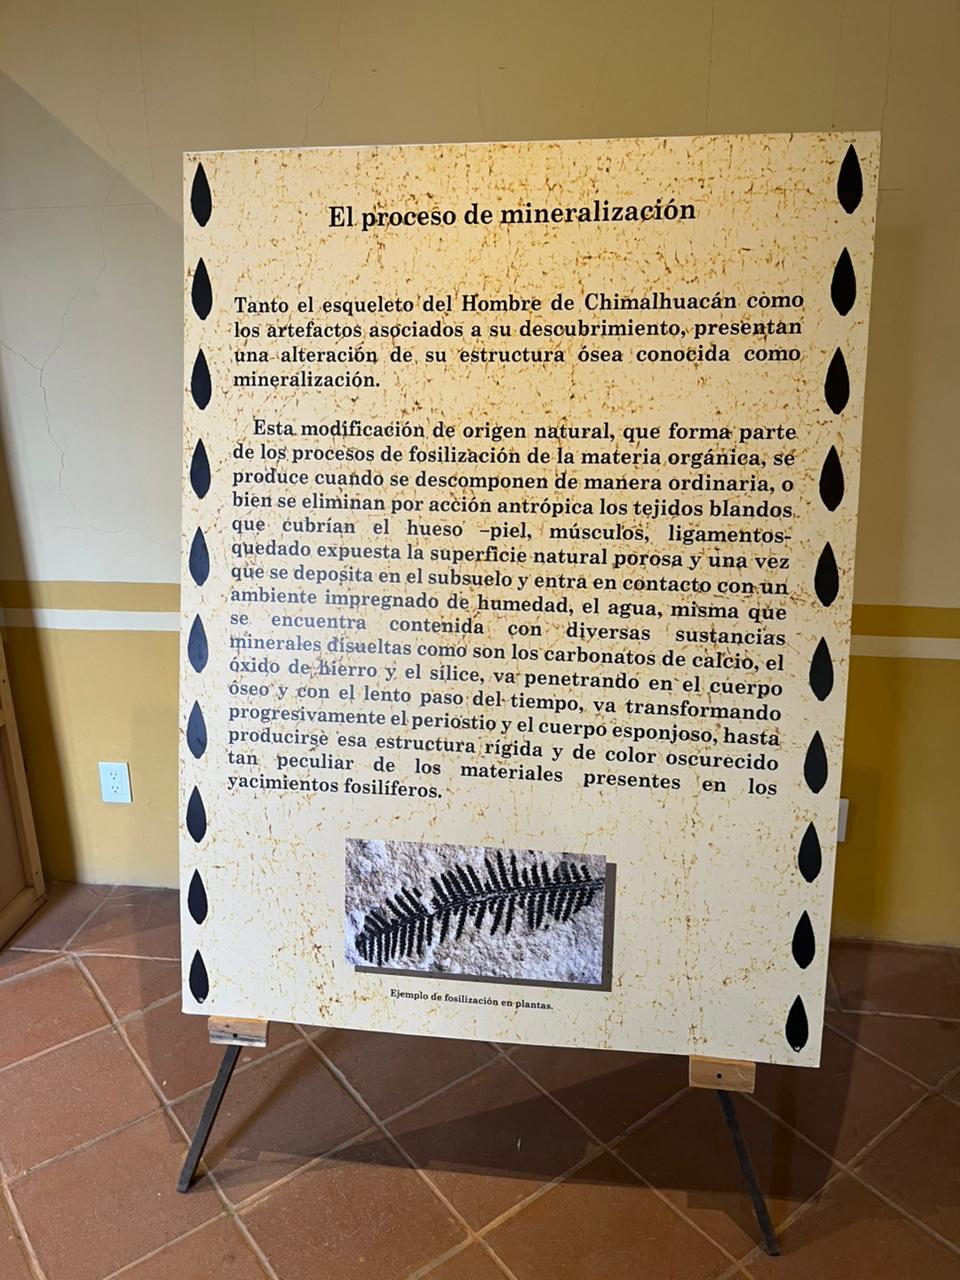 El proceso de mineralización
Tanto el esqueleto del Hombre de Chimalhuacán como
los artefactos asociados a su descubrimiento, presentan
una alteración de su estructura ósea conocida como
mineralización.
Esta modificación de origen natural, que forma parte
de los procesos de fosilización de la materia orgánica, se
produce cuando se descomponen de manera ordinaria, o
bien se eliminan por acción antrópica los tejidos blandos
que cubrían el hueso –piel, músculos, ligamentos-
quedado expuesta la superficie natural porosa y una vez
que se deposita en el subsuelo y entra en contacto con un
ambiente impregnado de humedad, el agua, misma que
se encuentra contenida con diversas sustancias
minerales disueltas como son los carbonatos de calcio, el
óxido de hierro y el sílice, va penetrando en el cuerpo
óseo y con el lento paso del tiempo, va transformando
progresivamente el periostio y el cuerpo esponjoso, hasta
producirse esa estructura rígida y de color oscurecido
tan peculiar de los materiales presentes en los
yacimientos fosilíferos.
Ejemplo de fosilización en plantas.